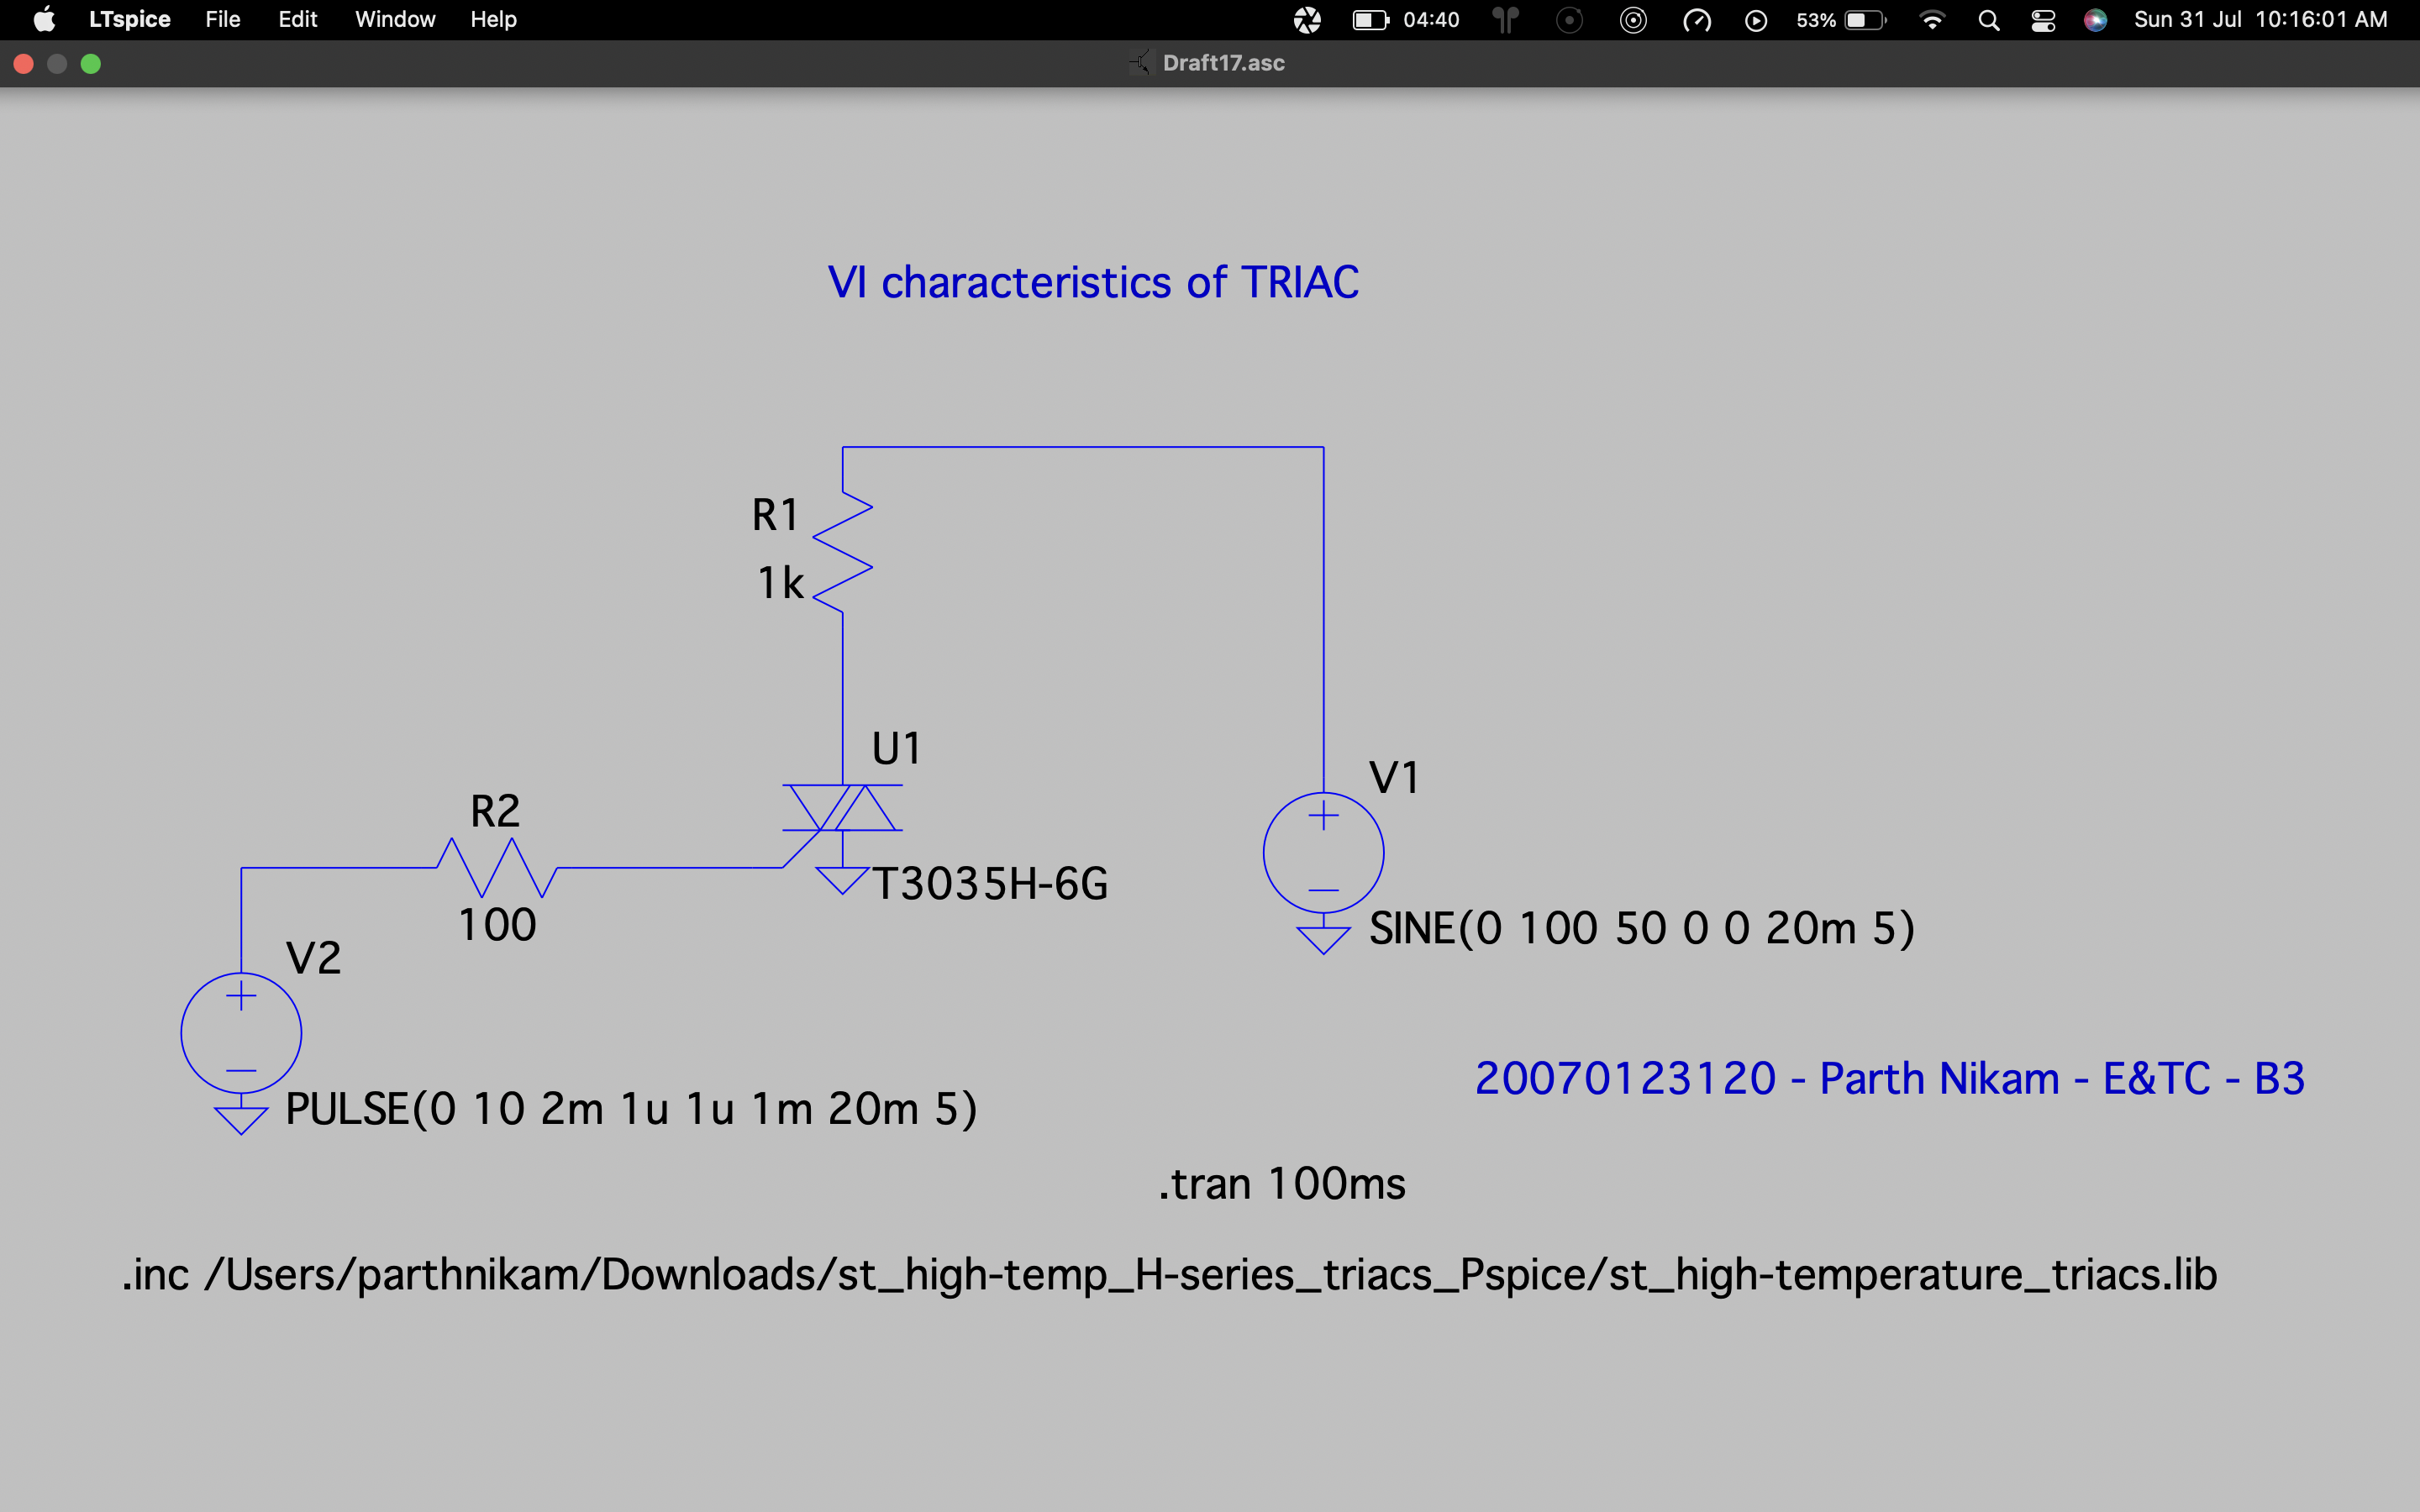 LTspice File Edit Window Help 04:40 53% Sun 31 Jul 10:16:01 AM
Draft17.asc
VI characteristics of TRIAC
R1
1k
U1
V1
R2
T3035H-6G
100
SINE(0 100 50 0 0 20m 5)
V2
20070123120 - Parth Nikam - E&TC - B3
PULSE(0 10 2m 1u 1u 1m 20m 5)
.tran 100ms
.inc /Users/parthnikam/Downloads/st_high-temp_H-series_triacs_Pspice/st_high-temperature_triacs.lib